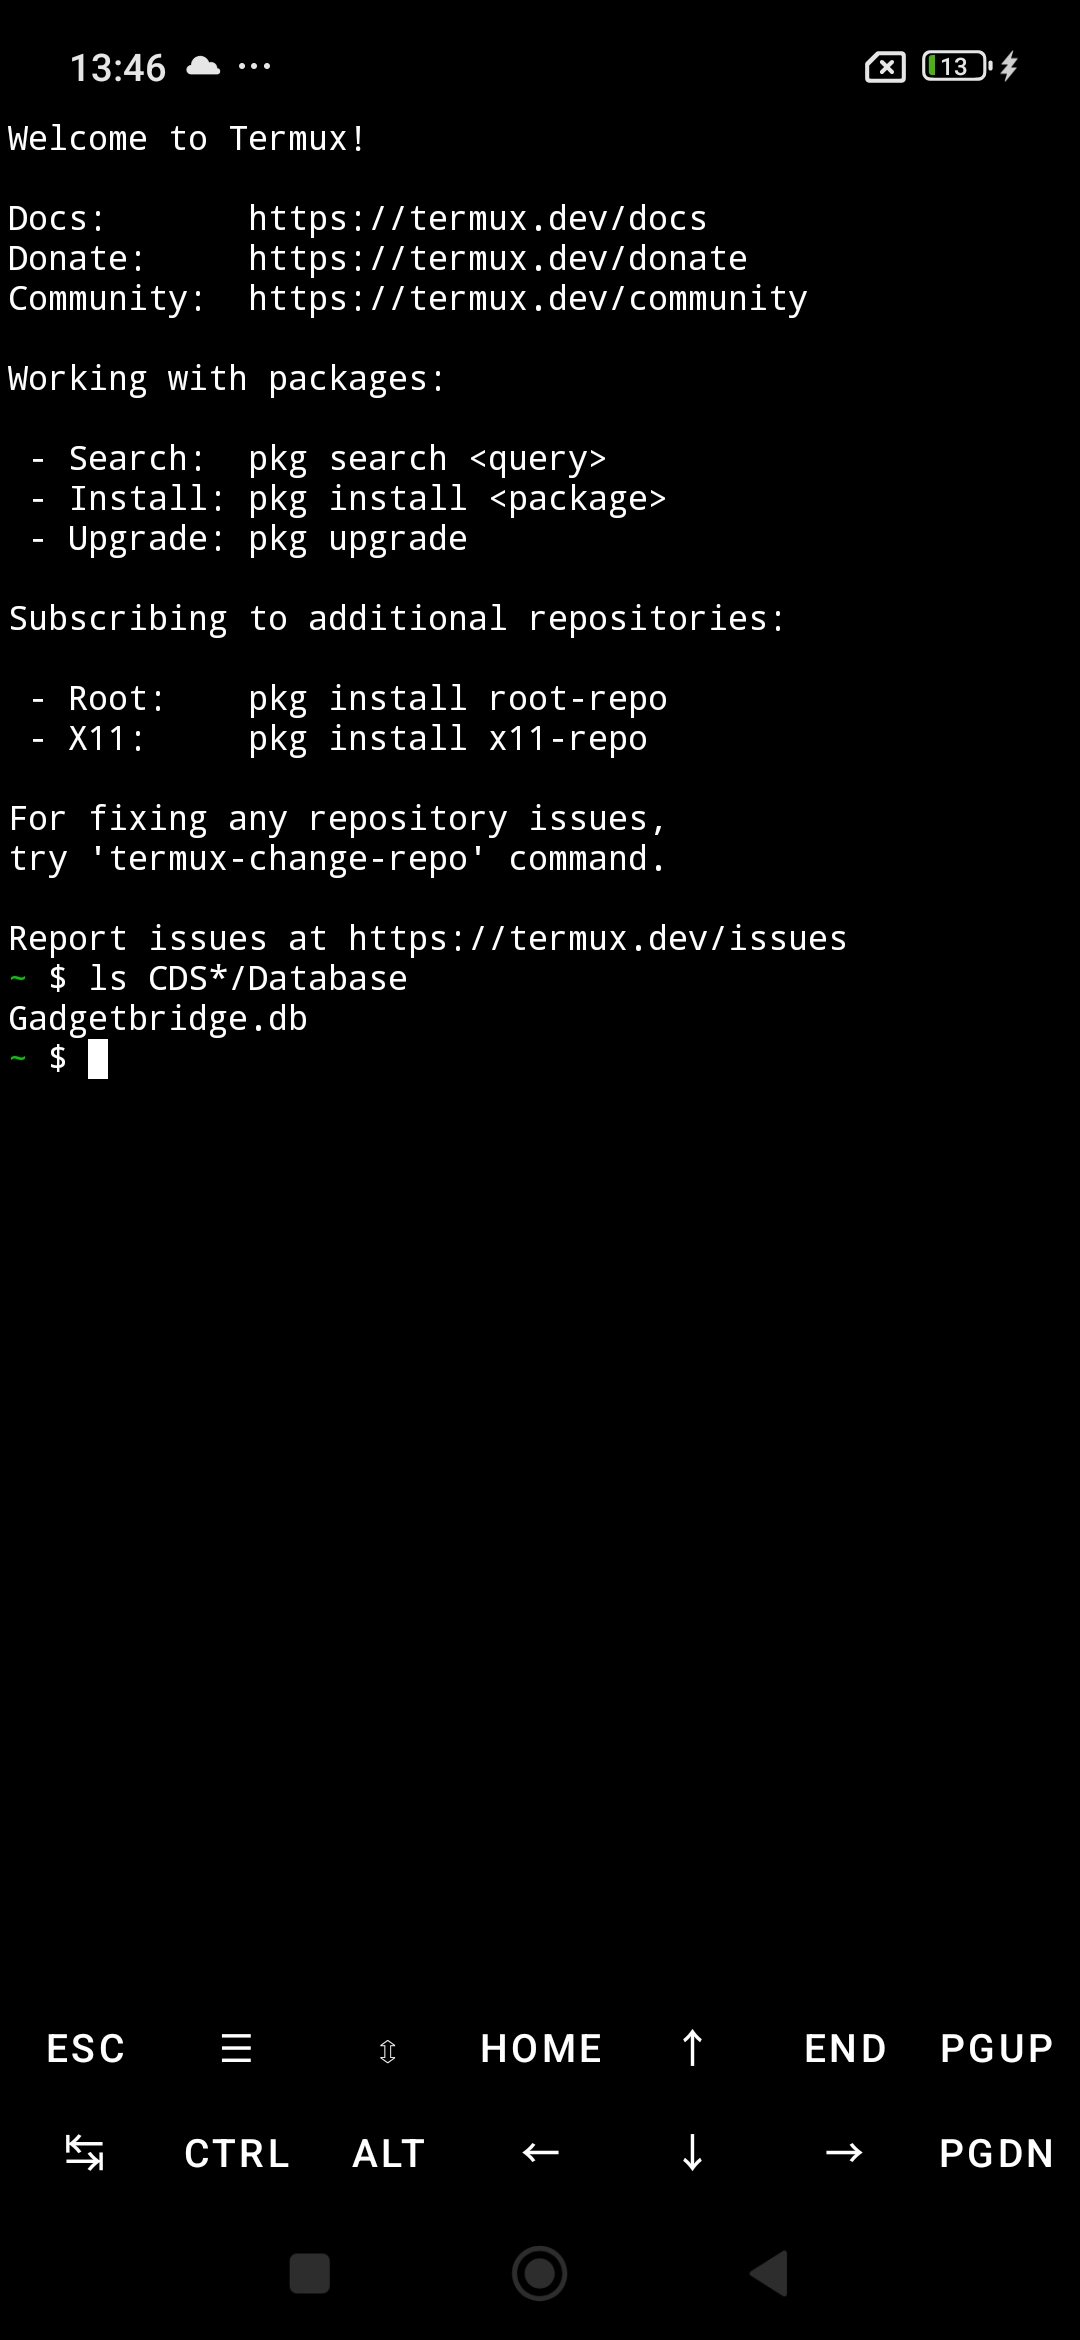 13:46 ...
13
Welcome to Termux!
Docs: https://termux.dev/docs
Donate: https://termux.dev/donate
Community: https://termux.dev/community
Working with packages:
- Search: pkg search <query>
- Install: pkg install <package>
- Upgrade: pkg upgrade
Subscribing to additional repositories:
- Root: pkg install root-repo
- X11: pkg install x11-repo
For fixing any repository issues,
try 'termux-change-repo' command.
Report issues at https://termux.dev/issues
~ $ ls CDS*/Database
Gadgetbridge.db
~ $
ESC ☰ ⇳ HOME ↑ END PGUP
↹ CTRL ALT ← ↓ → PGDN